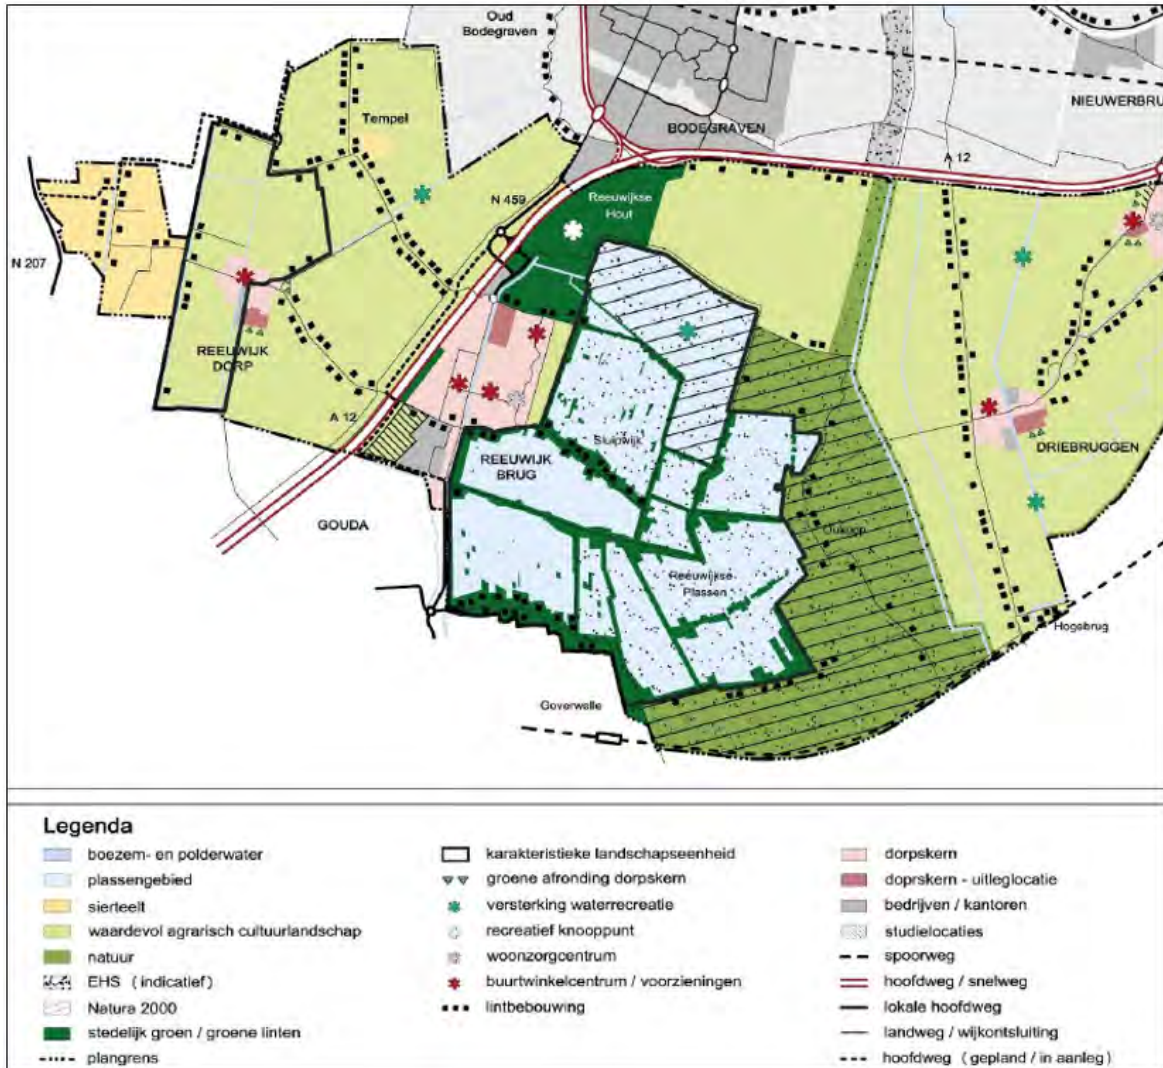 Oud
Bodegraven
NIEUWERBRU
BODEGRAVEN
Tempel
A 12
Reeuwijkse
Hout
N 459
N 207
REEUWIJK
DORP
A 12
Sluipwijk
REEUWIJK
BRUG
DRIEBRUGGEN
GOUDA
Oukoop
Reeuwijkse
Plassen
Hogebrug
Goverwelle
Legenda
boezem- en polderwater
plassengebied
sierteelt
waardevol agrarisch cultuurlandschap
natuur
EHS ( indicatief )
Natura 2000
stedelijk groen / groene linten
plangrens
karakteristieke landschapseenheid
groene afronding dorpskern
versterking waterrecreatie
recreatief knooppunt
woonzorgcentrum
buurtwinkelcentrum / voorzieningen
lintbebouwing
dorpskern
doprskern - uitleglocatie
bedrijven / kantoren
studielocaties
spoorweg
hoofdweg / snelweg
lokale hoofdweg
landweg / wijkontsluiting
hoofdweg ( gepland / in aanleg )